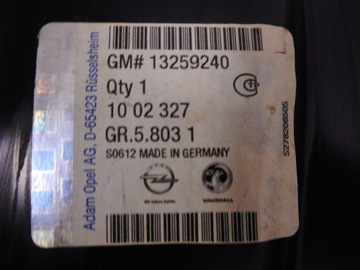 GM# 13259240
Qty 1
10 02 327
GR.5.803 1
S0612 MADE IN GERMANY
VAUXHALL
Adam Opel AG, D-65423 Rüsselsheim
S278208505